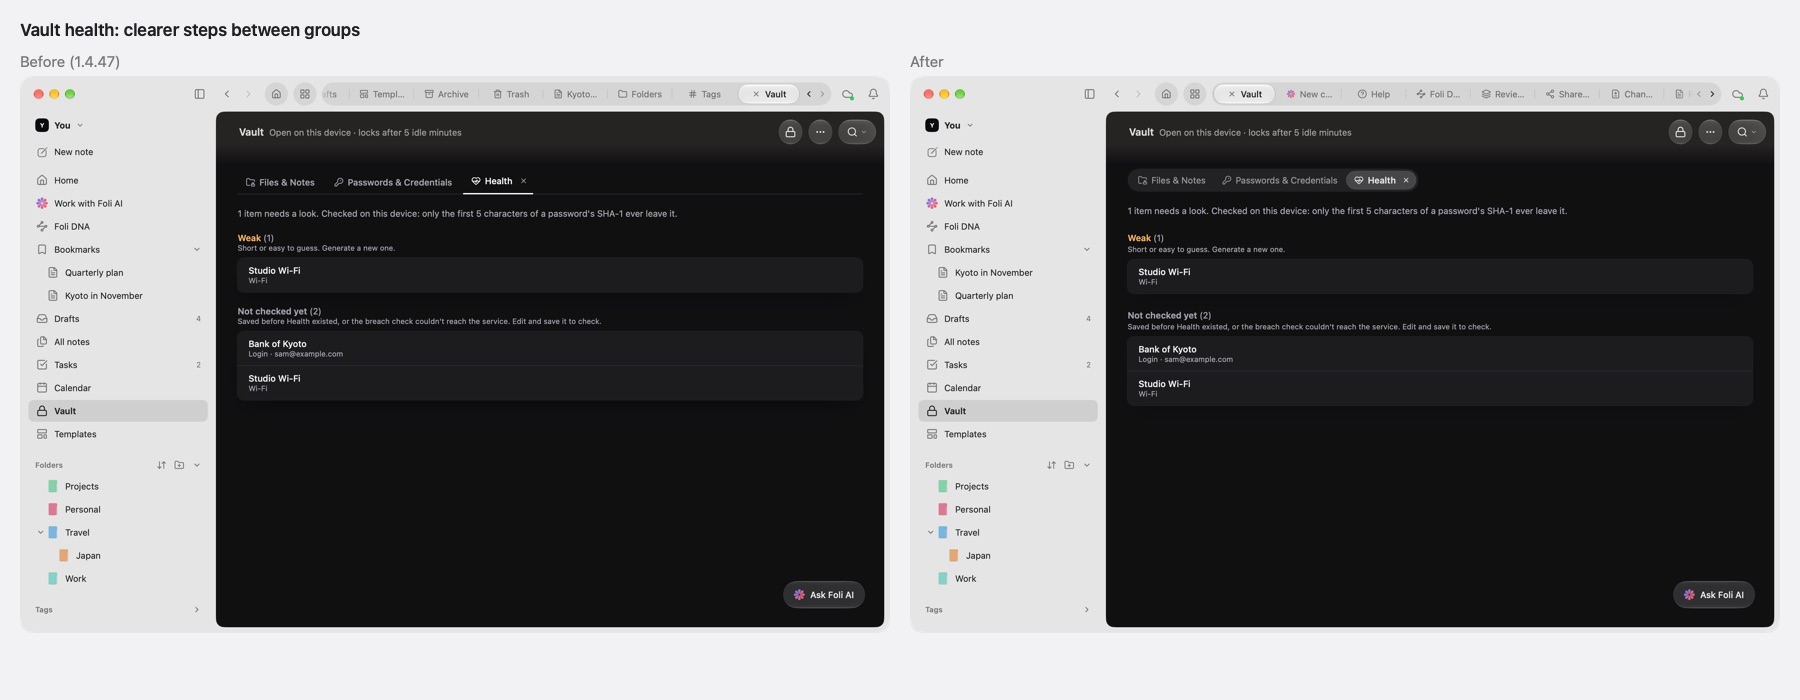 Vault health: clearer steps between groups
Before (1.4.47)
Templ...
Archive
Trash
Kyoto...
Folders
# Tags
Vault
Y You
New note
Home
Work with Foli AI
Foli DNA
Bookmarks
Quarterly plan
Kyoto in November
Drafts 4
All notes
Tasks 2
Calendar
Vault
Templates
Folders
Projects
Personal
Travel
Japan
Work
Tags
Vault Open on this device · locks after 5 idle minutes
Files & Notes
Passwords & Credentials
Health
1 item needs a look. Checked on this device: only the first 5 characters of a password's SHA-1 ever leave it.
Weak (1)
Short or easy to guess. Generate a new one.
Studio Wi-Fi
Wi-Fi
Not checked yet (2)
Saved before Health existed, or the breach check couldn't reach the service. Edit and save it to check.
Bank of Kyoto
Login · sam@example.com
Studio Wi-Fi
Wi-Fi
Ask Foli AI
After
Vault
New c...
Help
Foli D...
Revie...
Share...
Chan...
Y You
New note
Home
Work with Foli AI
Foli DNA
Bookmarks
Kyoto in November
Quarterly plan
Drafts 4
All notes
Tasks 2
Calendar
Vault
Templates
Folders
Projects
Personal
Travel
Japan
Work
Tags
Vault Open on this device · locks after 5 idle minutes
Files & Notes
Passwords & Credentials
Health
1 item needs a look. Checked on this device: only the first 5 characters of a password's SHA-1 ever leave it.
Weak (1)
Short or easy to guess. Generate a new one.
Studio Wi-Fi
Wi-Fi
Not checked yet (2)
Saved before Health existed, or the breach check couldn't reach the service. Edit and save it to check.
Bank of Kyoto
Login · sam@example.com
Studio Wi-Fi
Wi-Fi
Ask Foli AI